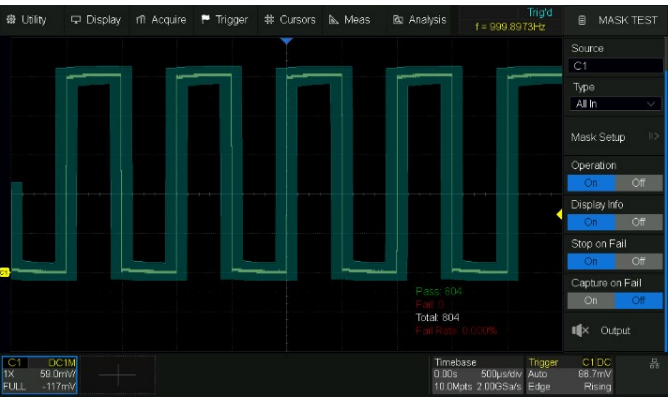 Utility Display Acquire Trigger Cursors Meas Analysis
Trig'd
f = 999.8973Hz
MASK TEST
Source
C1
Type
All In
Mask Setup
Operation
On Off
Display Info
On Off
Stop on Fail
On Off
Capture on Fail
On Off
Output
C1
Pass: 804
Fail: 0
Total: 804
Fail Rate: 0.000%
C1 DC1M
1X 59.0mV/
FULL -117mV
Timebase
0.00s 500µs/div
10.0Mpts 2.00GSa/s
Trigger C1 DC
Auto 86.7mV
Edge Rising